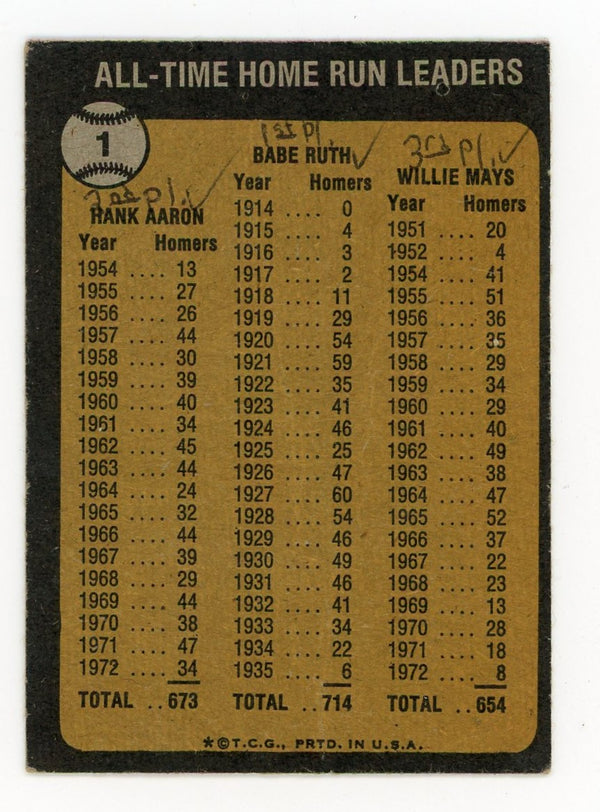 ALL-TIME HOME RUN LEADERS
1
2nd pl. ✓
HANK AARON
Year Homers
1954 .... 13
1955 .... 27
1956 .... 26
1957 .... 44
1958 .... 30
1959 .... 39
1960 .... 40
1961 .... 34
1962 .... 45
1963 .... 44
1964 .... 24
1965 .... 32
1966 .... 44
1967 .... 39
1968 .... 29
1969 .... 44
1970 .... 38
1971 .... 47
1972 .... 34
TOTAL .. 673
1st pl. ✓
BABE RUTH
Year Homers
1914 .... 0
1915 .... 4
1916 .... 3
1917 .... 2
1918 .... 11
1919 .... 29
1920 .... 54
1921 .... 59
1922 .... 35
1923 .... 41
1924 .... 46
1925 .... 25
1926 .... 47
1927 .... 60
1928 .... 54
1929 .... 46
1930 .... 49
1931 .... 46
1932 .... 41
1933 .... 34
1934 .... 22
1935 .... 6
TOTAL .. 714
3rd pl. ✓
WILLIE MAYS
Year Homers
1951 .... 20
1952 .... 4
1954 .... 41
1955 .... 51
1956 .... 36
1957 .... 35
1958 .... 29
1959 .... 34
1960 .... 29
1961 .... 40
1962 .... 49
1963 .... 38
1964 .... 47
1965 .... 52
1966 .... 37
1967 .... 22
1968 .... 23
1969 .... 13
1970 .... 28
1971 .... 18
1972 .... 8
TOTAL .. 654
*©T.C.G., PRTD. IN U.S.A.